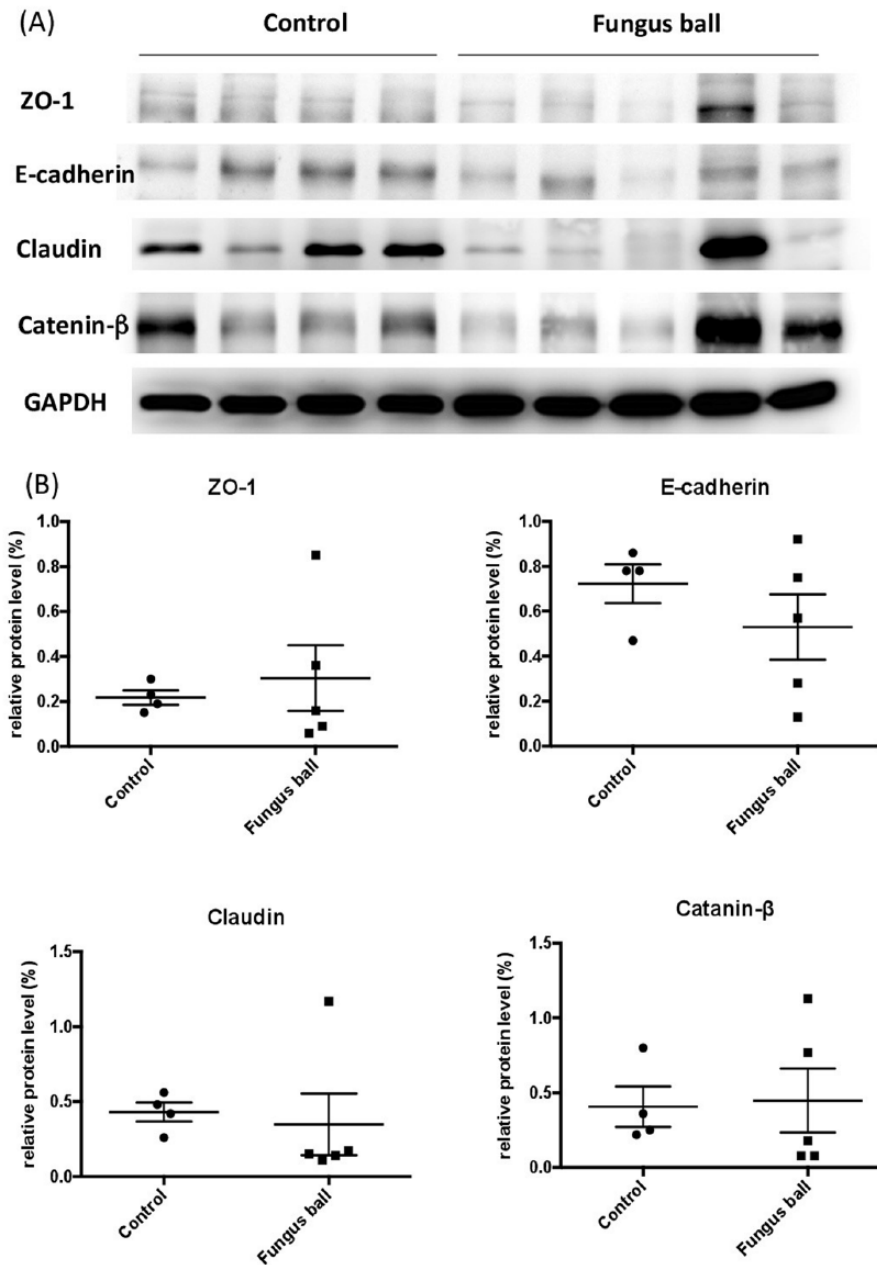 (A)
Control Fungus ball
ZO-1
E-cadherin
Claudin
Catenin-β
GAPDH
(B)
ZO-1
relative protein level (%)
1.0
0.8
0.6
0.4
0.2
0.0
Control
Fungus ball
E-cadherin
relative protein level (%)
1.0
0.8
0.6
0.4
0.2
0.0
Control
Fungus ball
Claudin
relative protein level (%)
1.5
1.0
0.5
0.0
Control
Fungus ball
Catanin-β
relative protein level (%)
1.5
1.0
0.5
0.0
Control
Fungus ball